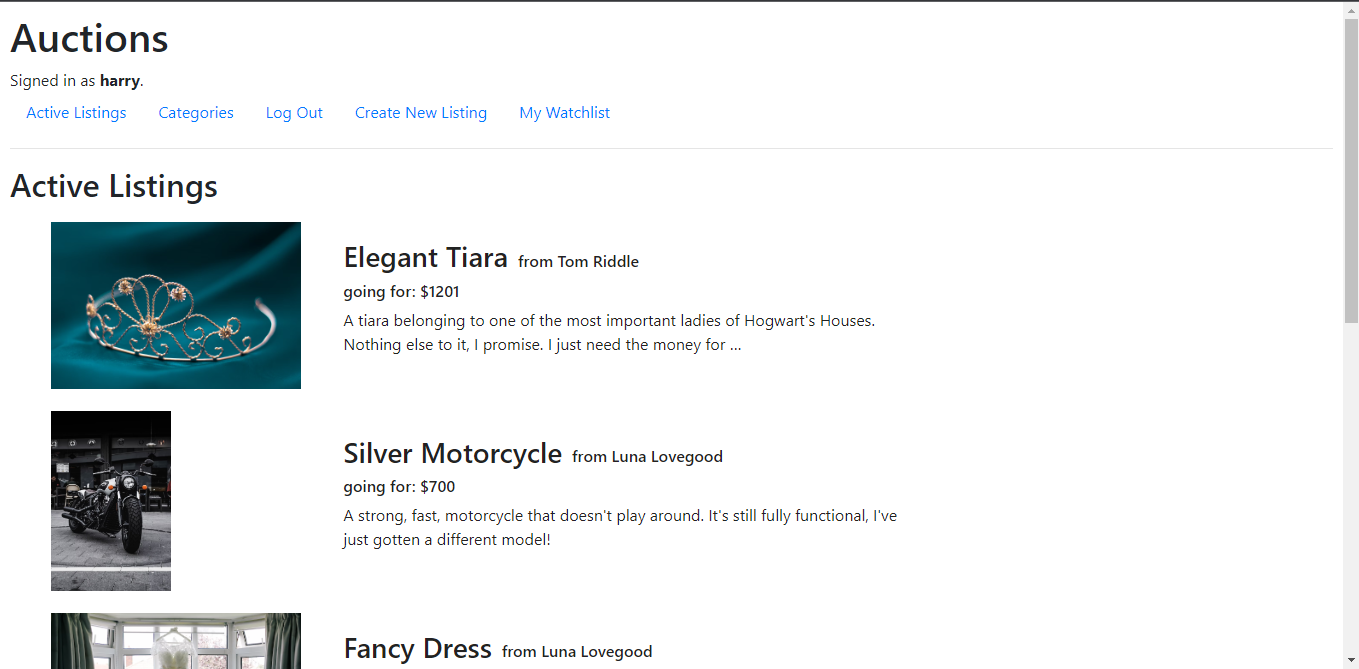 Auctions
Signed in as harry.
Active Listings Categories Log Out Create New Listing My Watchlist
Active Listings
Elegant Tiara from Tom Riddle
going for: $1201
A tiara belonging to one of the most important ladies of Hogwart's Houses.
Nothing else to it, I promise. I just need the money for ...
Silver Motorcycle from Luna Lovegood
going for: $700
A strong, fast, motorcycle that doesn't play around. It's still fully functional, I've
just gotten a different model!
Fancy Dress from Luna Lovegood